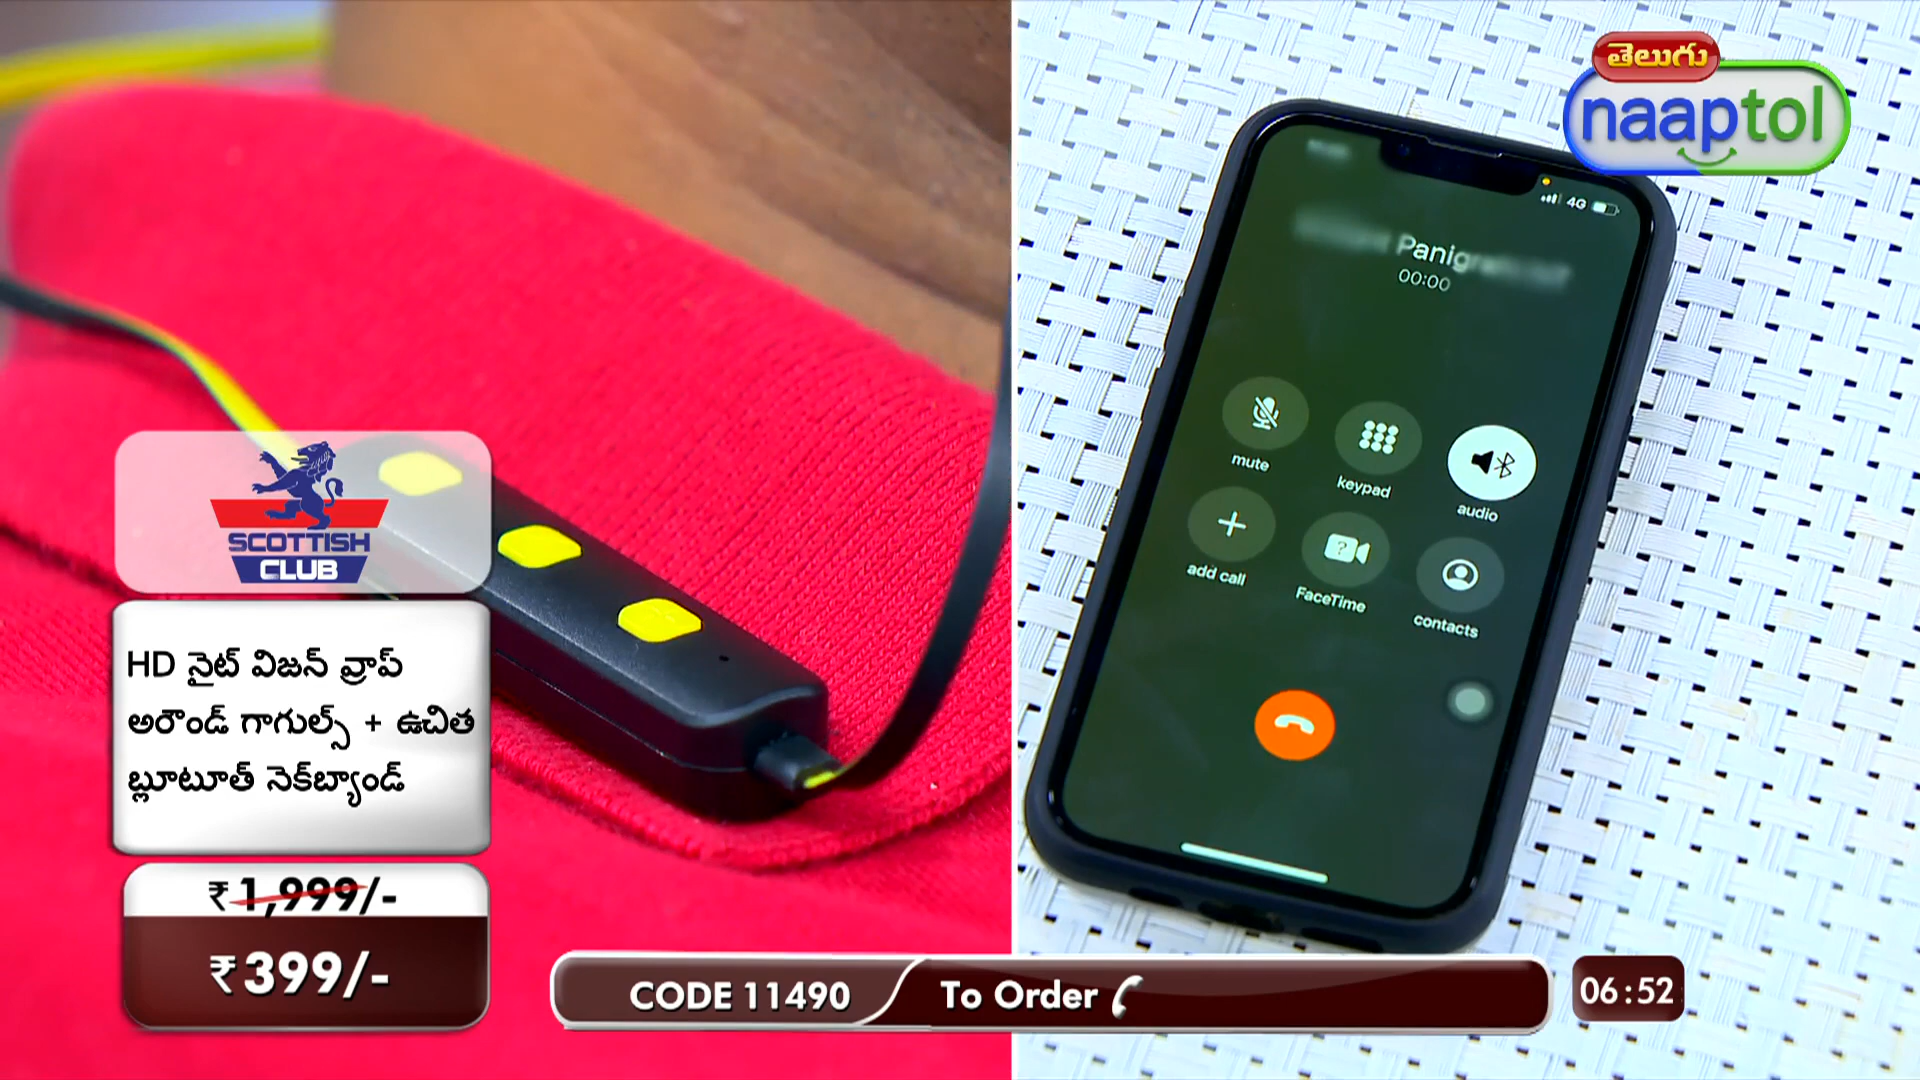 తెలుగు
naaptol
4G
Panig
00:00
mute
keypad
audio
add call
FaceTime
contacts
SCOTTISH
CLUB
HD నైట్ విజన్ వ్రాప్
అరౌండ్ గాగుల్స్ + ఉచిత
బ్లూటూత్ నెక్‌బ్యాండ్
₹1,999/-
₹399/-
CODE 11490
To Order
06:52